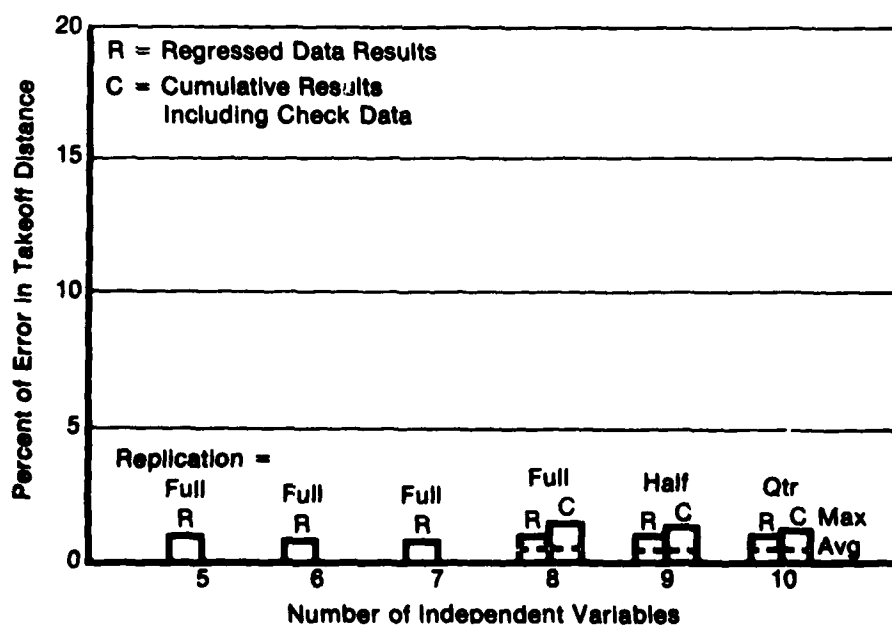 20
R = Regressed Data Results
C = Cumulative Results
Including Check Data
15
10
5
0
Percent of Error in Takeoff Distance
Replication =
Full
Full
Full
Full
Half
Qtr
R
R
R
R
C
R
C
R
C
Max
Avg
5
6
7
8
9
10
Number of Independent Variables